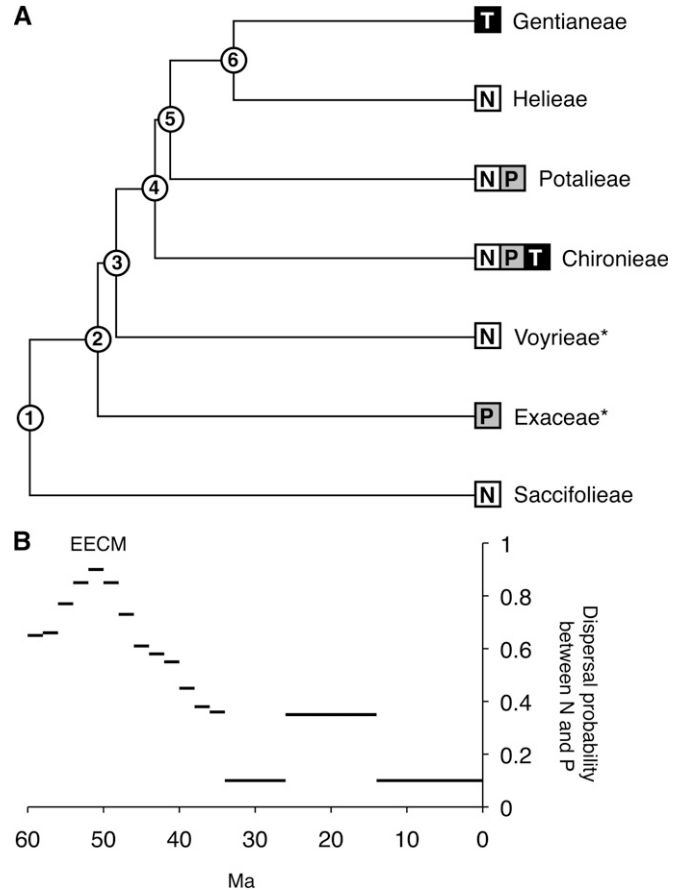 A
T Gentianeae
6
N Helieae
5
N P Potalieae
4
N P T Chironieae
3
N Voyrieae*
2
P Exaceae*
1
N Saccifolieae
B
EECM
1
0.8
0.6
0.4
0.2
0
Dispersal probability
between N and P
60 50 40 30 20 10 0
Ma